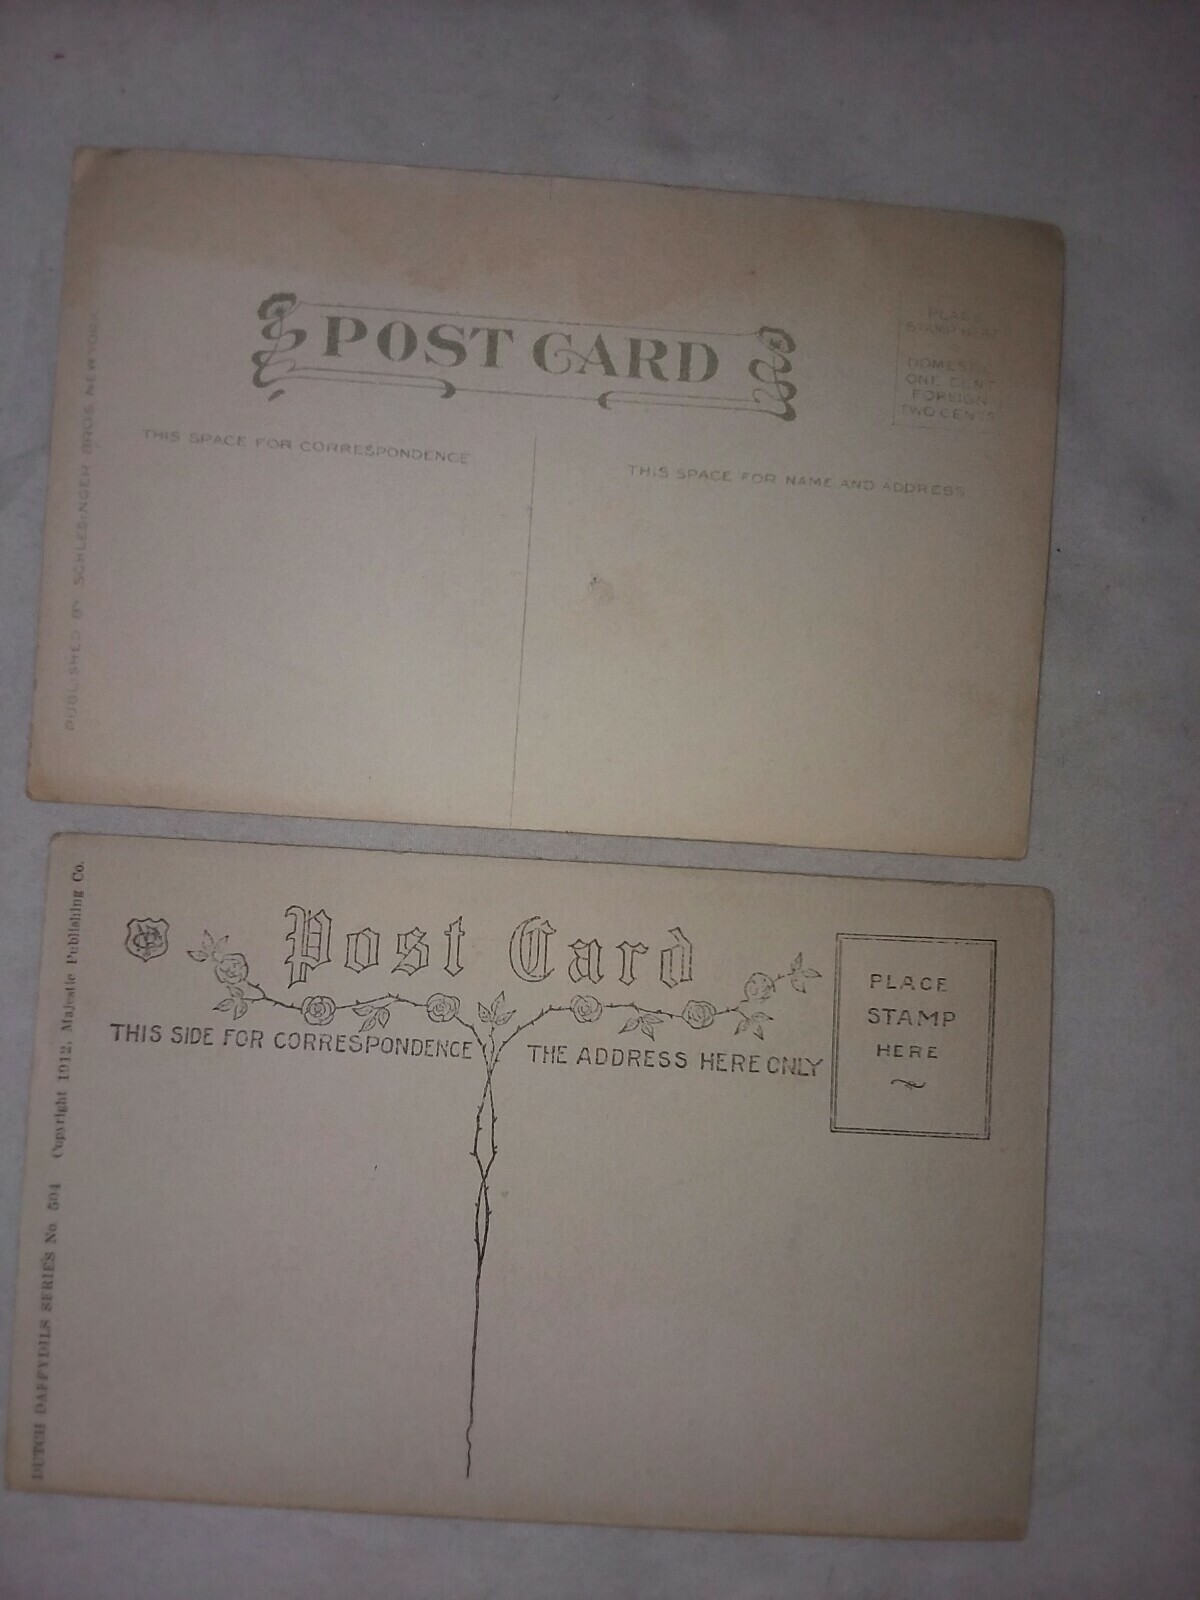 POST CARD
PLACE
STAMP HERE
DOMESTIC
ONE CENT
FOREIGN
TWO CENTS
THIS SPACE FOR CORRESPONDENCE
THIS SPACE FOR NAME AND ADDRESS
PUBLISHED BY SCHLESINGER BROS. NEW YORK
Post Card
THIS SIDE FOR CORRESPONDENCE
THE ADDRESS HERE ONLY
PLACE
STAMP
HERE
DUTCH DAFFYDILS SERIES No. 504 Copyright 1912, Majestic Publishing Co.